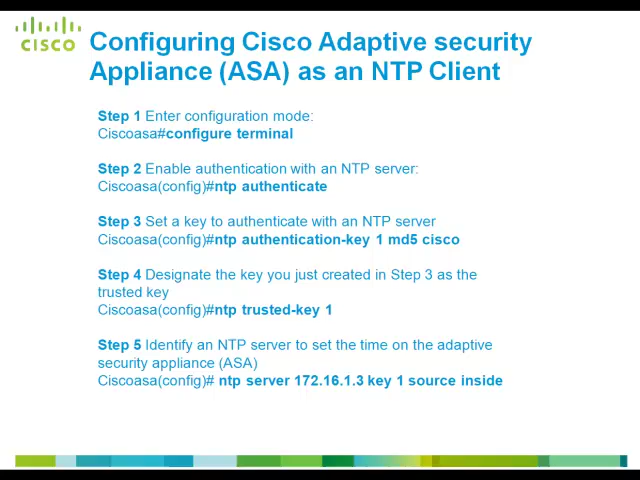 CISCO
Configuring Cisco Adaptive security
Appliance (ASA) as an NTP Client
Step 1 Enter configuration mode:
Ciscoasa#configure terminal
Step 2 Enable authentication with an NTP server:
Ciscoasa(config)#ntp authenticate
Step 3 Set a key to authenticate with an NTP server
Ciscoasa(config)#ntp authentication-key 1 md5 cisco
Step 4 Designate the key you just created in Step 3 as the
trusted key
Ciscoasa(config)#ntp trusted-key 1
Step 5 Identify an NTP server to set the time on the adaptive
security appliance (ASA)
Ciscoasa(config)# ntp server 172.16.1.3 key 1 source inside